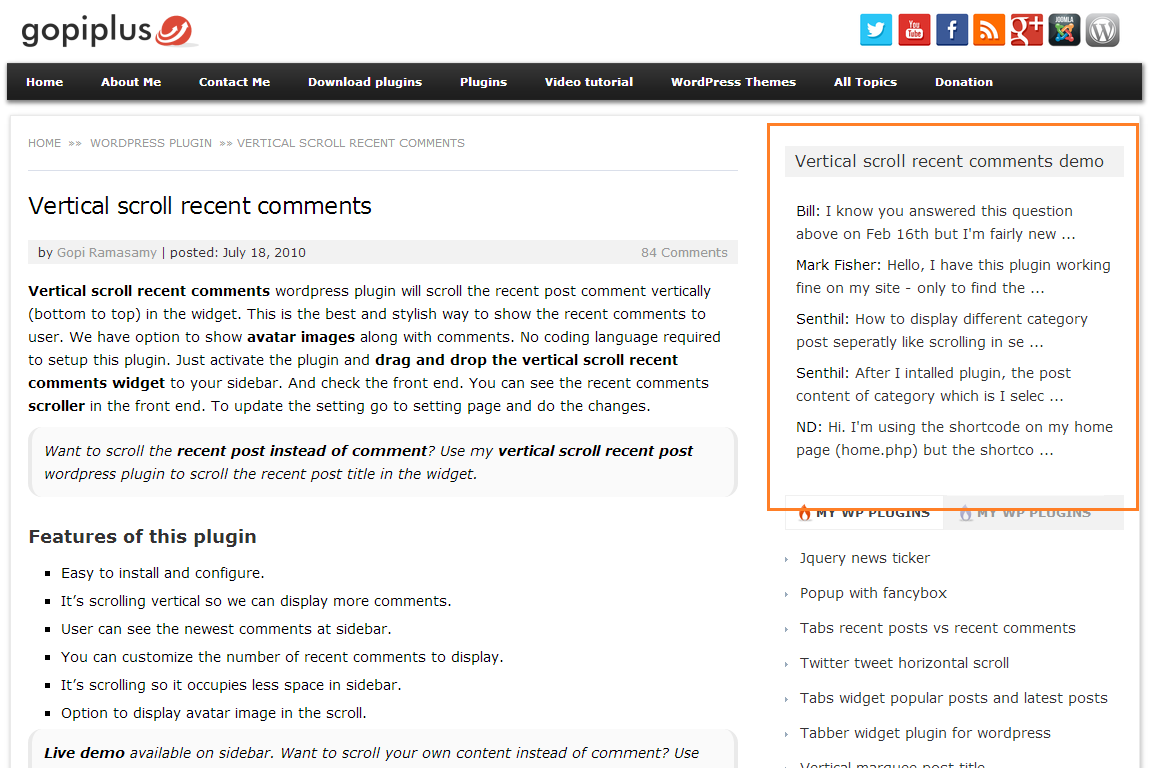 gopiplus
You
Tube
f
g+
JOOMLA
W
Home About Me Contact Me Download plugins Plugins Video tutorial WordPress Themes All Topics Donation
HOME »» WORDPRESS PLUGIN »» VERTICAL SCROLL RECENT COMMENTS
Vertical scroll recent comments
by Gopi Ramasamy | posted: July 18, 2010 84 Comments
Vertical scroll recent comments wordpress plugin will scroll the recent post comment vertically
(bottom to top) in the widget. This is the best and stylish way to show the recent comments to
user. We have option to show avatar images along with comments. No coding language required
to setup this plugin. Just activate the plugin and drag and drop the vertical scroll recent
comments widget to your sidebar. And check the front end. You can see the recent comments
scroller in the front end. To update the setting go to setting page and do the changes.
Want to scroll the recent post instead of comment? Use my vertical scroll recent post
wordpress plugin to scroll the recent post title in the widget.
Features of this plugin
Easy to install and configure.
It’s scrolling vertical so we can display more comments.
User can see the newest comments at sidebar.
You can customize the number of recent comments to display.
It’s scrolling so it occupies less space in sidebar.
Option to display avatar image in the scroll.
Live demo available on sidebar. Want to scroll your own content instead of comment? Use
Vertical scroll recent comments demo
Bill: I know you answered this question
above on Feb 16th but I'm fairly new ...
Mark Fisher: Hello, I have this plugin working
fine on my site - only to find the ...
Senthil: How to display different category
post seperatly like scrolling in se ...
Senthil: After I intalled plugin, the post
content of category which is I selec ...
ND: Hi. I'm using the shortcode on my home
page (home.php) but the shortco ...
MY WP PLUGINS MY WP PLUGINS
Jquery news ticker
Popup with fancybox
Tabs recent posts vs recent comments
Twitter tweet horizontal scroll
Tabs widget popular posts and latest posts
Tabber widget plugin for wordpress
Vertical marquee post title